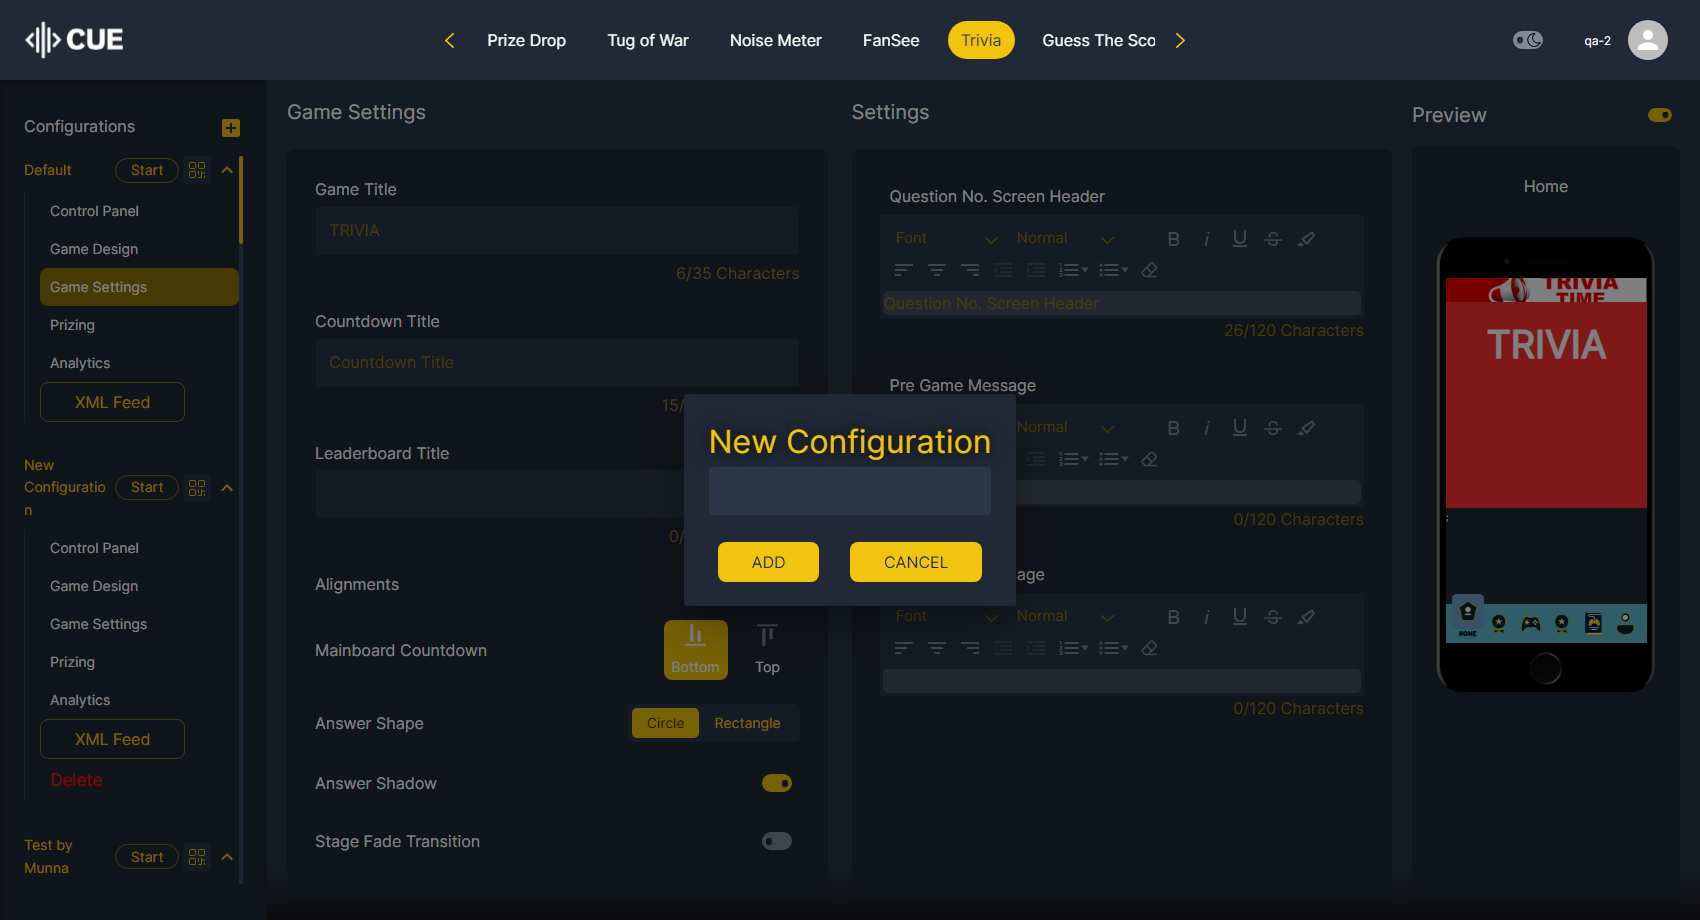 CUE
Prize Drop
Tug of War
Noise Meter
FanSee
Trivia
Guess The Sco
qa-2
Configurations
Default
Start
Control Panel
Game Design
Game Settings
Prizing
Analytics
XML Feed
New
Configuratio
n
Start
Control Panel
Game Design
Game Settings
Prizing
Analytics
XML Feed
Delete
Test by
Munna
Start
Game Settings
Game Title
TRIVIA
6/35 Characters
Countdown Title
Countdown Title
15/
Leaderboard Title
0/
Alignments
Mainboard Countdown
Bottom
Top
Answer Shape
Circle
Rectangle
Answer Shadow
Stage Fade Transition
New Configuration
ADD
CANCEL
Settings
Question No. Screen Header
Font
Normal
B i U S
Question No. Screen Header
26/120 Characters
Pre Game Message
Normal
B i U S
0/120 Characters
age
Font
Normal
B i U S
0/120 Characters
Preview
Home
TRIVIA
TIME
TRIVIA
;
HOME